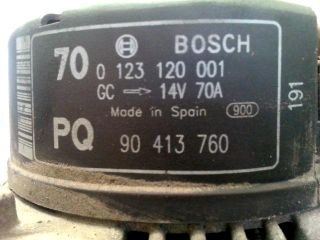 BOSCH
70 0 123 120 001
GC 14V 70A
Made in Spain 900
PQ 90 413 760
191